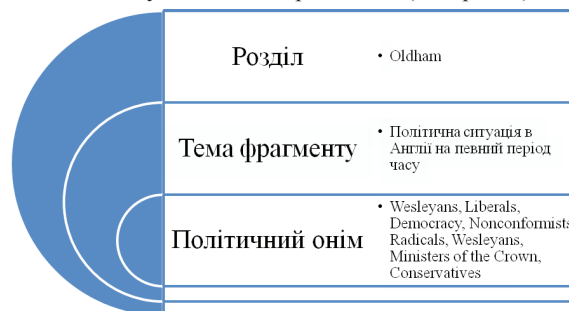 Розділ
• Oldham
Тема фрагменту
• Політична ситуація в
Англії на певний період
часу
Політичний онім
• Wesleyans, Liberals,
Democracy, Nonconformists
Radicals, Wesleyans,
Ministers of the Crown,
Conservatives